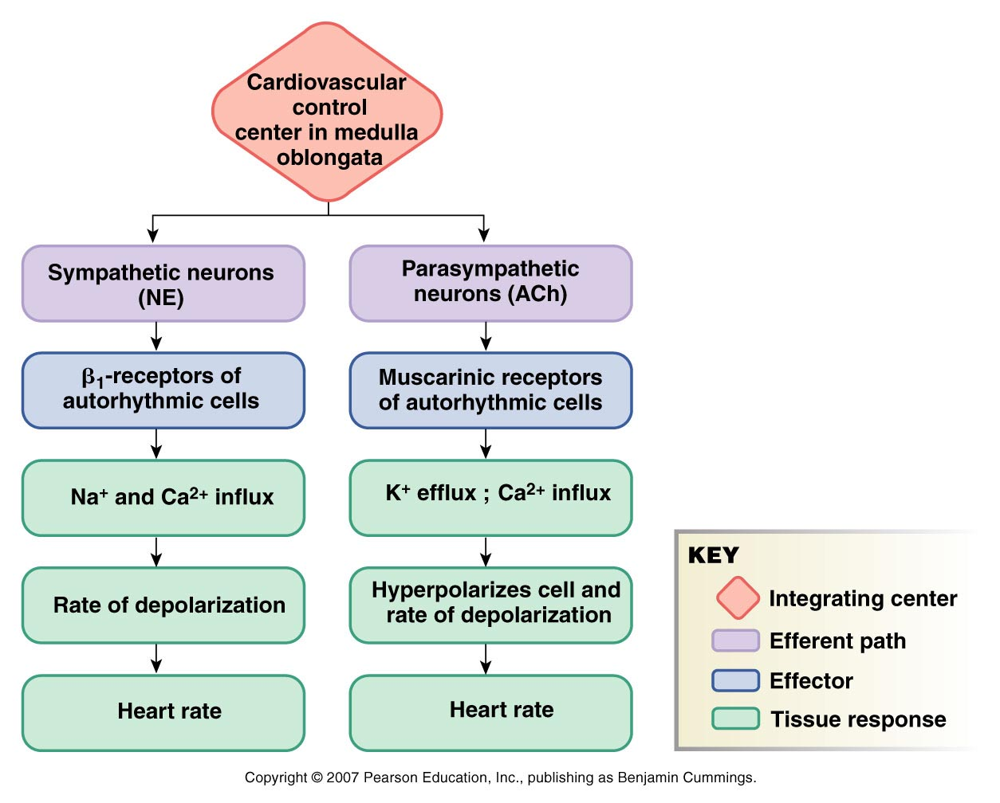 Cardiovascular
control
center in medulla
oblongata
Sympathetic neurons
(NE)
Parasympathetic
neurons (ACh)
β₁-receptors of
autorhythmic cells
Muscarinic receptors
of autorhythmic cells
Na⁺ and Ca²⁺ influx
K⁺ efflux ; Ca²⁺ influx
Rate of depolarization
Hyperpolarizes cell and
rate of depolarization
Heart rate
Heart rate
KEY
Integrating center
Efferent path
Effector
Tissue response
Copyright © 2007 Pearson Education, Inc., publishing as Benjamin Cummings.